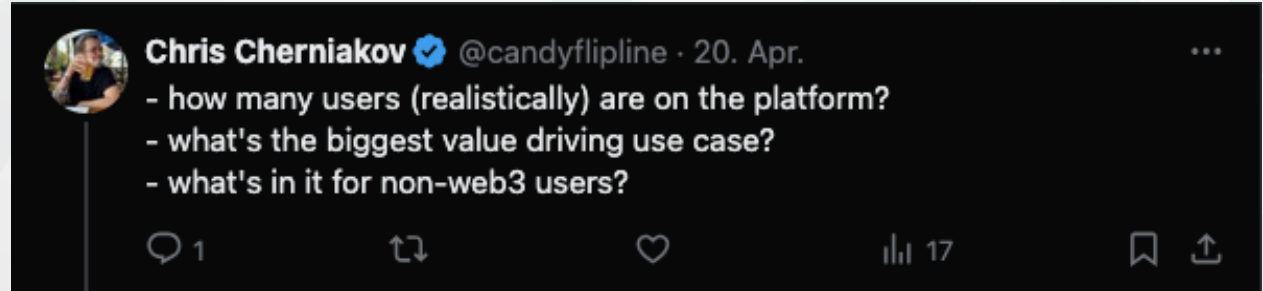 Chris Cherniakov @candyflipline · 20. Apr.
- how many users (realistically) are on the platform?
- what's the biggest value driving use case?
- what's in it for non-web3 users?
1 17